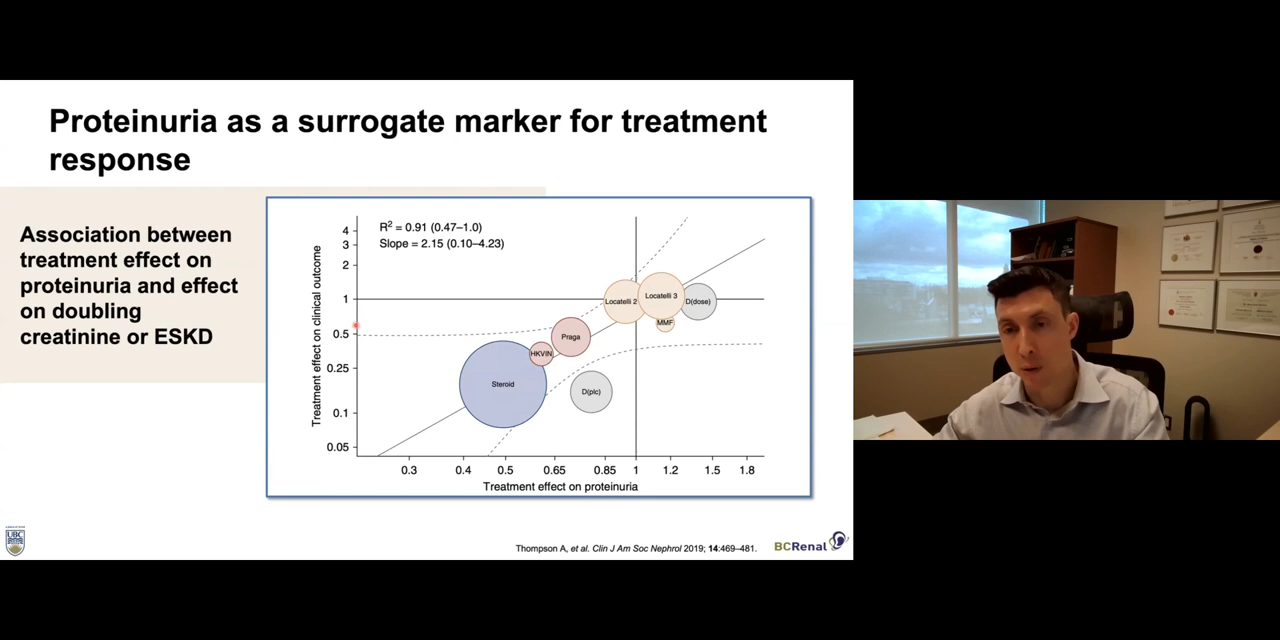 Proteinuria as a surrogate marker for treatment
response
Association between
treatment effect on
proteinuria and effect
on doubling
creatinine or ESKD
R² = 0.91 (0.47–1.0)
Slope = 2.15 (0.10–4.23)
Treatment effect on clinical outcome
4
3
2
1
0.5
0.25
0.1
0.05
Locatelli 2
Locatelli 3
D(dose)
MMF
Praga
HKVIN
Steroid
D(plc)
0.3 0.4 0.5 0.65 0.85 1 1.2 1.5 1.8
Treatment effect on proteinuria
UBC
Thompson A, et al. Clin J Am Soc Nephrol 2019; 14:469–481.
BCRenal